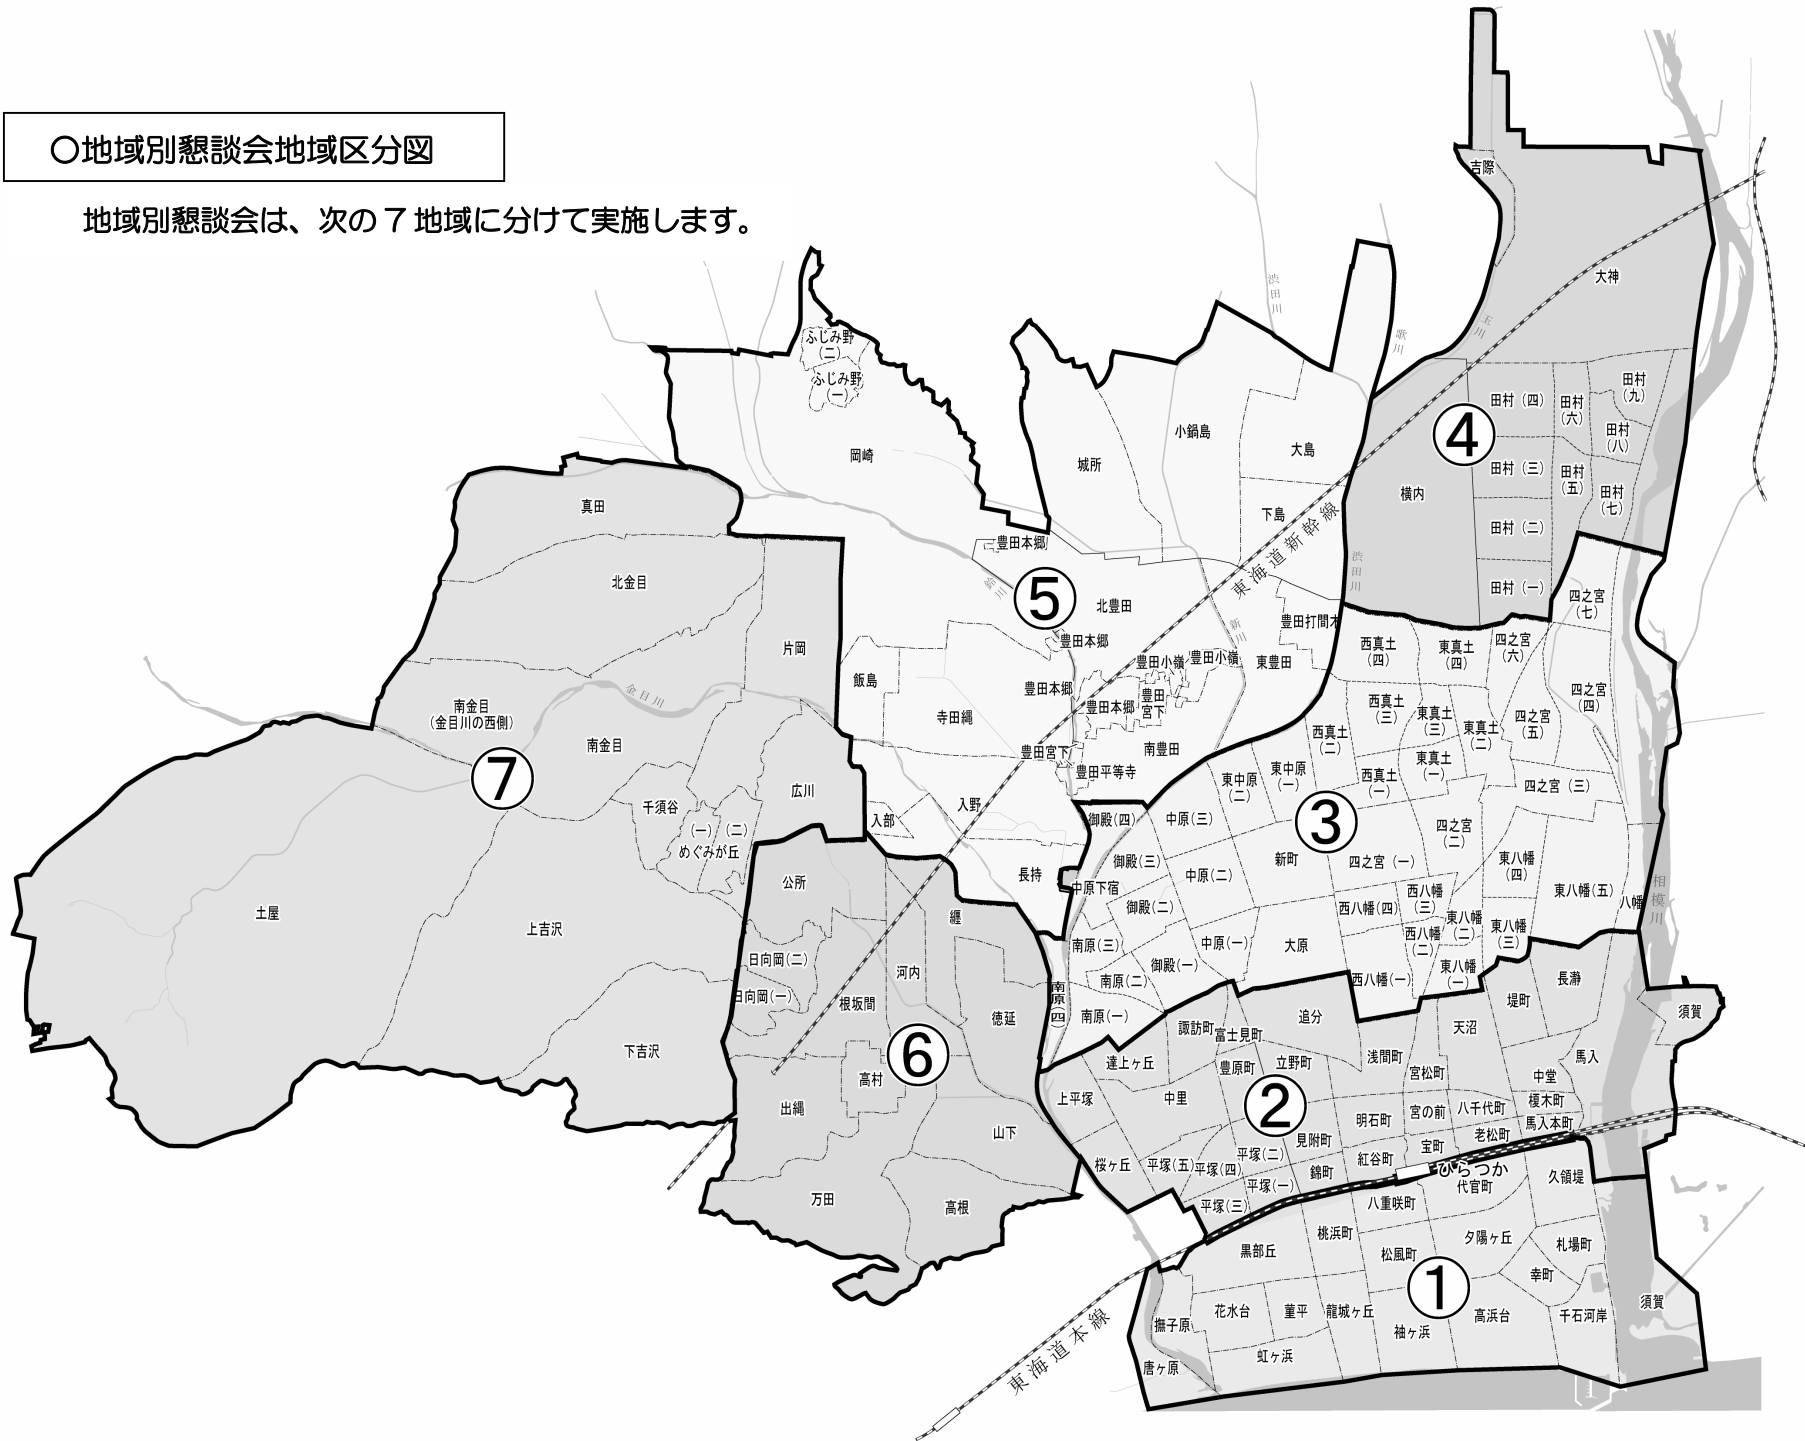 〇地域別懇談会地域区分図
地域別懇談会は、次の７地域に分けて実施します。
吉際
大神
渋田川
歌川
玉川
ふじみ野
(二)
ふじみ野
(一)
岡崎
城所
小鍋島
大島
下島
④
横内
田村(四)
田村
(六)
田村
(九)
田村
(八)
田村(三)
田村
(五)
田村
(七)
田村(二)
田村(一)
東海道新幹線
渋田川
真田
北金目
片岡
南金目
(金目川の西側)
金目川
南金目
⑦
千須谷
(一)
(二)
めぐみが丘
広川
土屋
上吉沢
下吉沢
豊田本郷
鈴川
⑤
北豊田
豊田本郷
新川
豊田打間木
豊田小嶺
豊田小嶺
東豊田
飯島
寺田縄
豊田本郷
豊田本郷
豊田
宮下
豊田宮下
南豊田
豊田平等寺
入野
入部
長持
四之宮
(七)
西真土
(四)
東真土
(四)
四之宮
(六)
四之宮
(四)
西真土
(三)
東真土
(三)
東真土
(二)
四之宮
(五)
西真土
(二)
東真土
(一)
西真土
(一)
四之宮(三)
東中原
(二)
東中原
(一)
③
御殿(四)
中原(三)
四之宮
(二)
新町
四之宮(一)
東八幡
(四)
東八幡(五)
八幡
相模川
御殿(三)
中原(二)
中原下宿
御殿(二)
西八幡(四)
西八幡
(三)
東八幡
(二)
東八幡
(三)
西八幡
(二)
南原(三)
中原(一)
大原
御殿(一)
南原(二)
西八幡(一)
東八幡
(一)
南原(四)
南原(一)
公所
纒
日向岡(二)
河内
日向岡(一)
根坂間
徳延
⑥
高村
出縄
山下
万田
高根
長瀞
堤町
須賀
諏訪町
富士見町
追分
天沼
達上ヶ丘
豊原町
立野町
浅間町
宮松町
馬入
中堂
上平塚
中里
②
明石町
宮の前
八千代町
榎木町
馬入本町
見附町
老松町
宝町
桜ヶ丘
平塚(五)
平塚(四)
平塚(二)
錦町
紅谷町
平塚(一)
平塚(三)
ひらつか
代官町
久領堤
八重咲町
桃浜町
黒部丘
松風町
夕陽ヶ丘
札場町
幸町
①
花水台
菫平
龍城ヶ丘
袖ヶ浜
高浜台
千石河岸
須賀
撫子原
虹ヶ浜
唐ヶ原
東海道本線